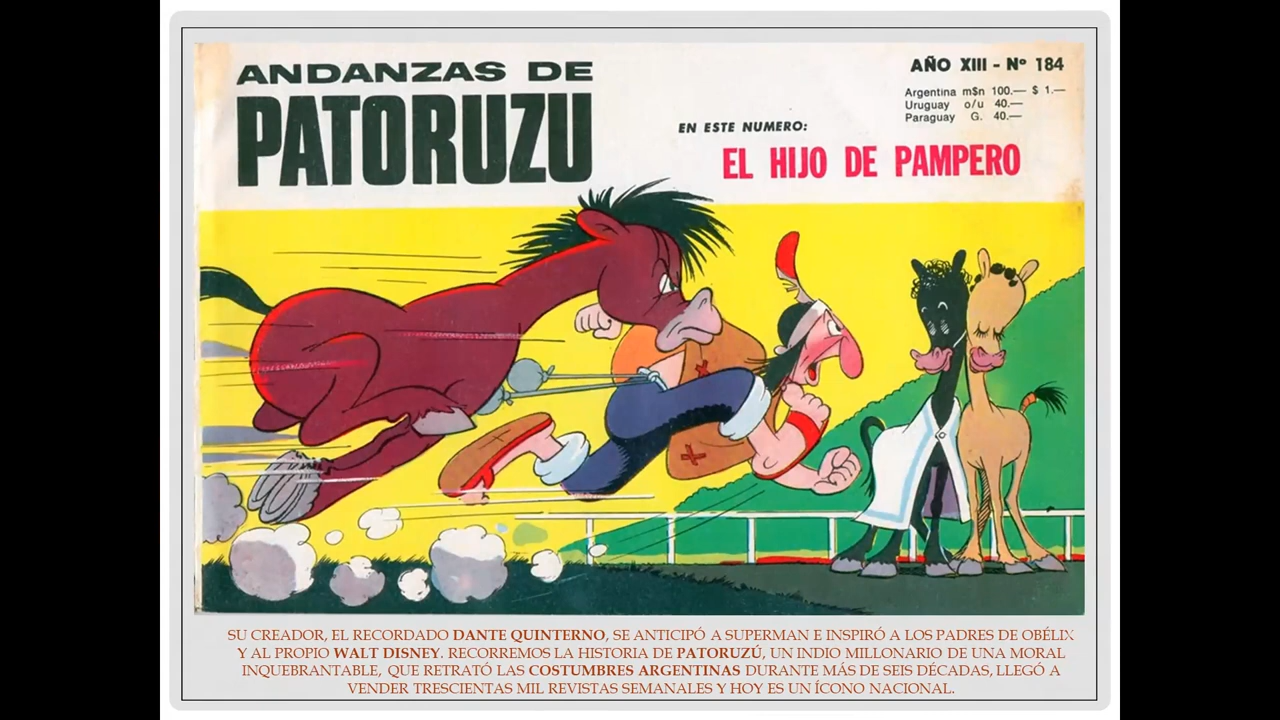 ANDANZAS DE
PATORUZU
AÑO XIII - Nº 184
Argentina m$n 100.— $ 1.—
Uruguay o/u 40.—
Paraguay G. 40.—
EN ESTE NUMERO:
EL HIJO DE PAMPERO
SU CREADOR, EL RECORDADO DANTE QUINTERNO, SE ANTICIPÓ A SUPERMAN E INSPIRÓ A LOS PADRES DE OBÉLIX
Y AL PROPIO WALT DISNEY. RECORREMOS LA HISTORIA DE PATORUZÚ, UN INDIO MILLONARIO DE UNA MORAL
INQUEBRANTABLE, QUE RETRATÓ LAS COSTUMBRES ARGENTINAS DURANTE MÁS DE SEIS DÉCADAS, LLEGÓ A
VENDER TRESCIENTAS MIL REVISTAS SEMANALES Y HOY ES UN ÍCONO NACIONAL.